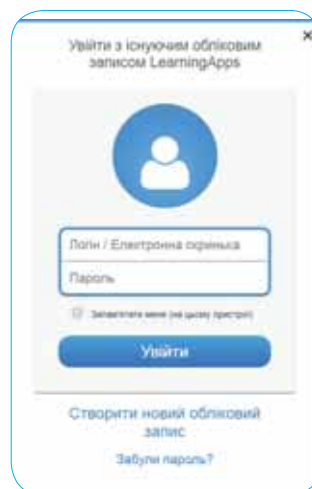 Увійти з існуючим обліковим
записом LearningApps
Логін / Електронна скринька
Пароль
Запам'ятати мене (на цьому пристрої)
Увійти
Створити новий обліковий
запис
Забули пароль?